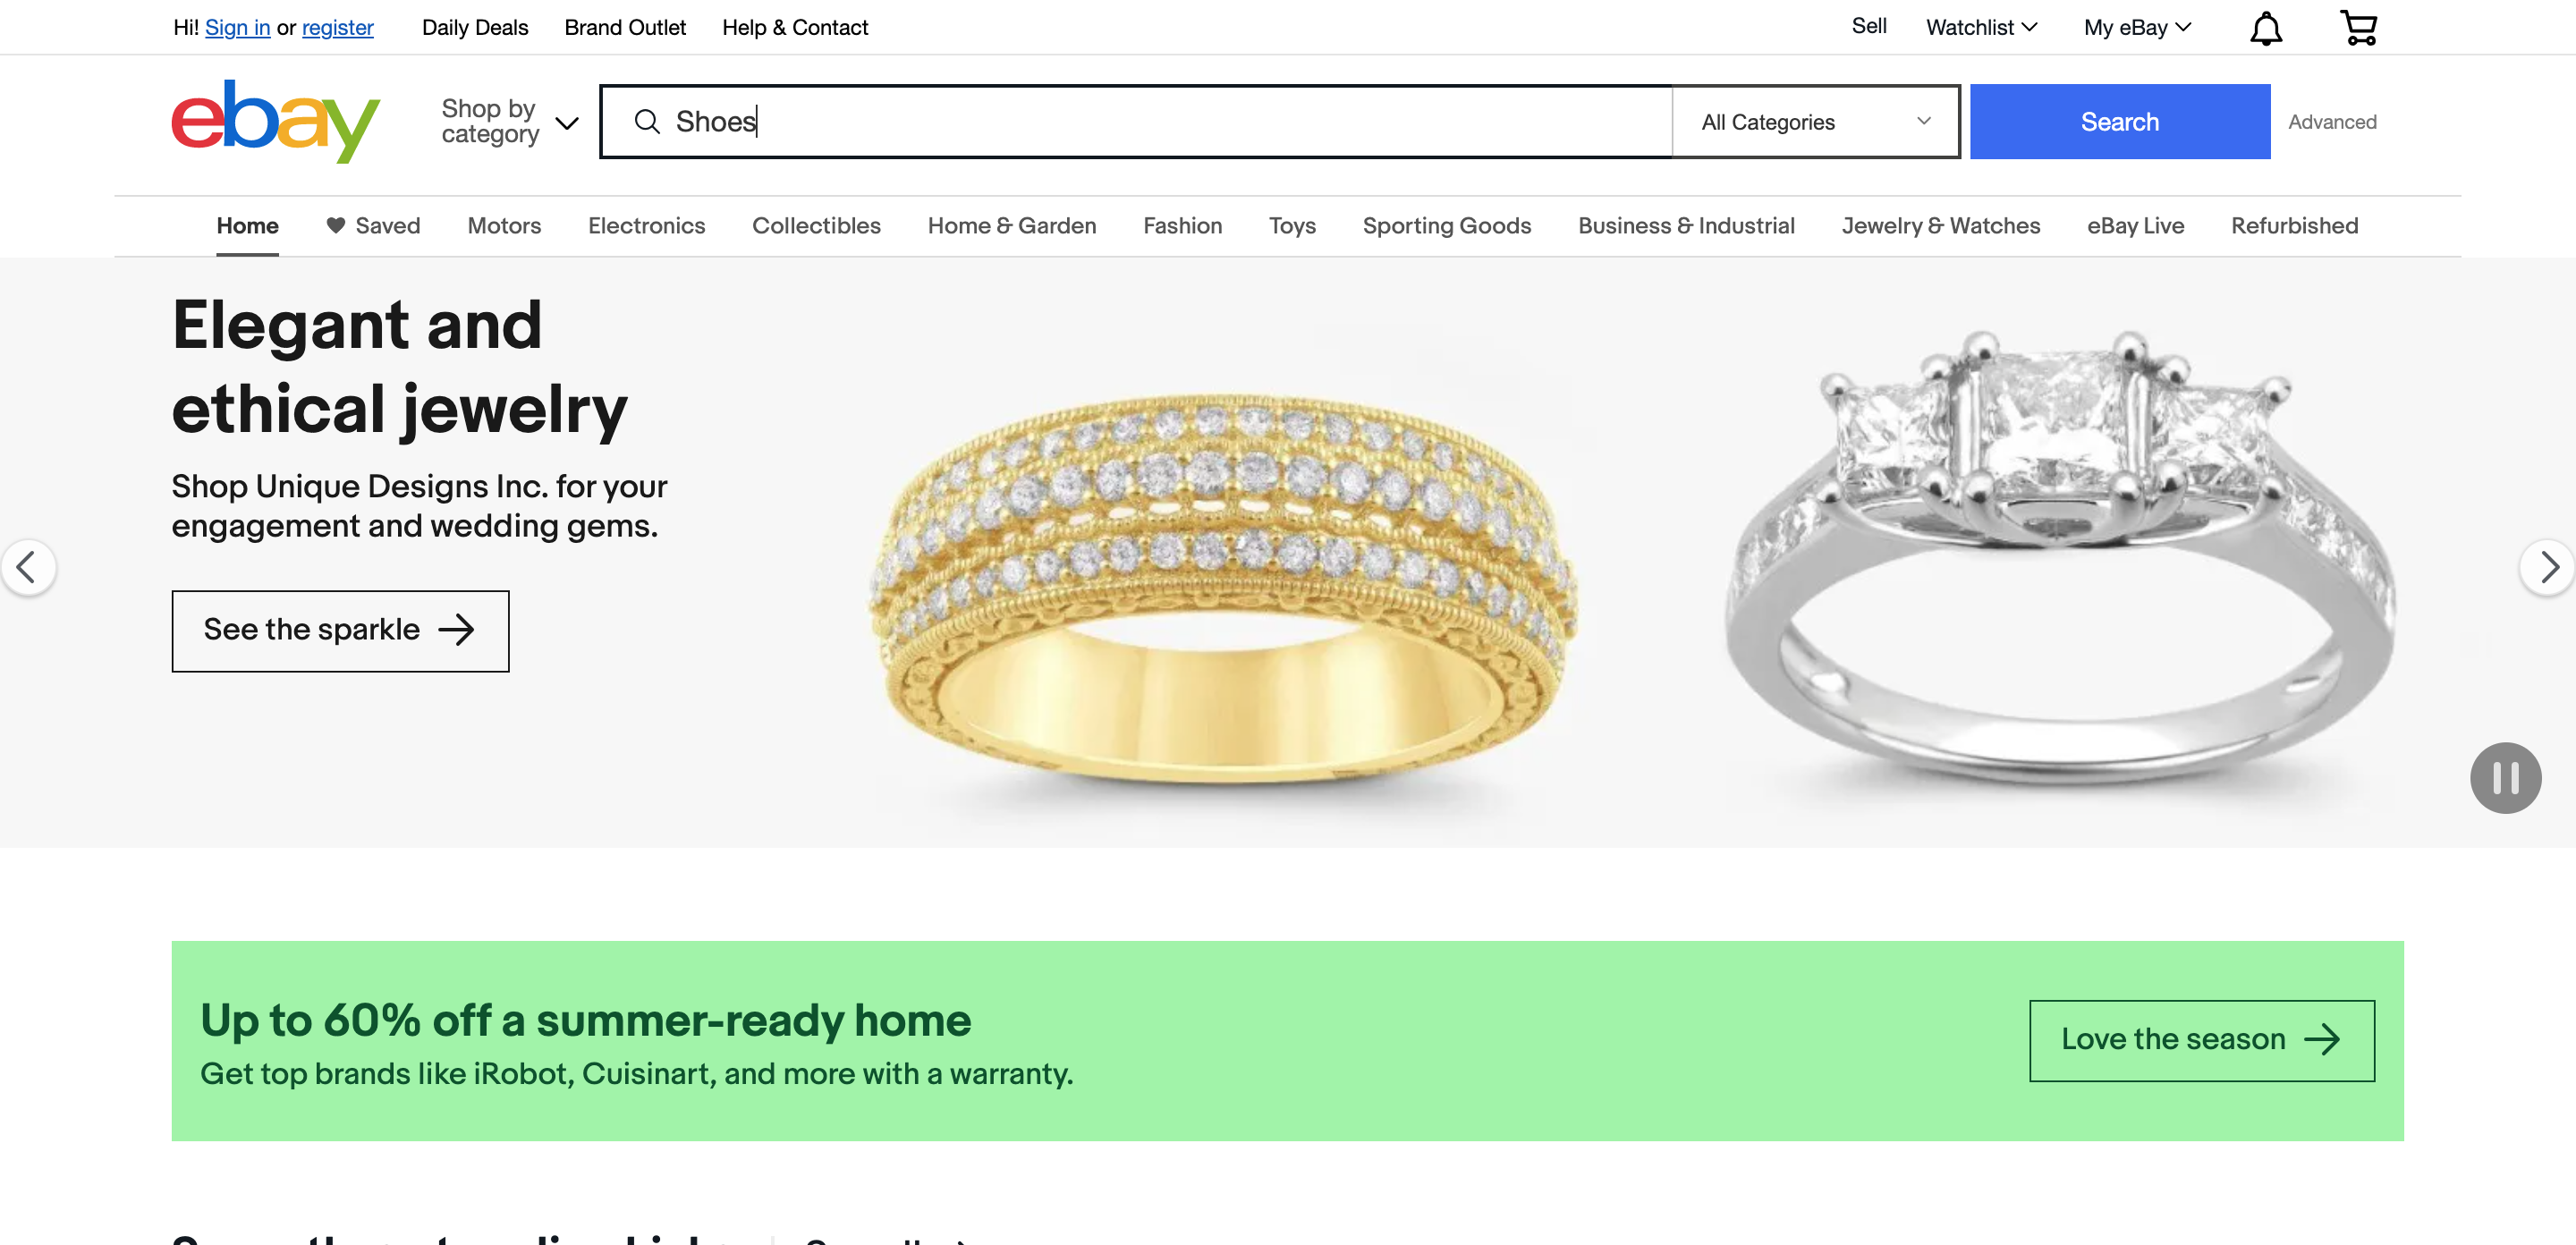 Hi! Sign in or register Daily Deals Brand Outlet Help & Contact Sell Watchlist My eBay
ebay
Shop by
category
Shoes
All Categories
Search
Advanced
Home Saved Motors Electronics Collectibles Home & Garden Fashion Toys Sporting Goods Business & Industrial Jewelry & Watches eBay Live Refurbished
Elegant and
ethical jewelry
Shop Unique Designs Inc. for your
engagement and wedding gems.
See the sparkle
Up to 60% off a summer-ready home
Get top brands like iRobot, Cuisinart, and more with a warranty.
Love the season